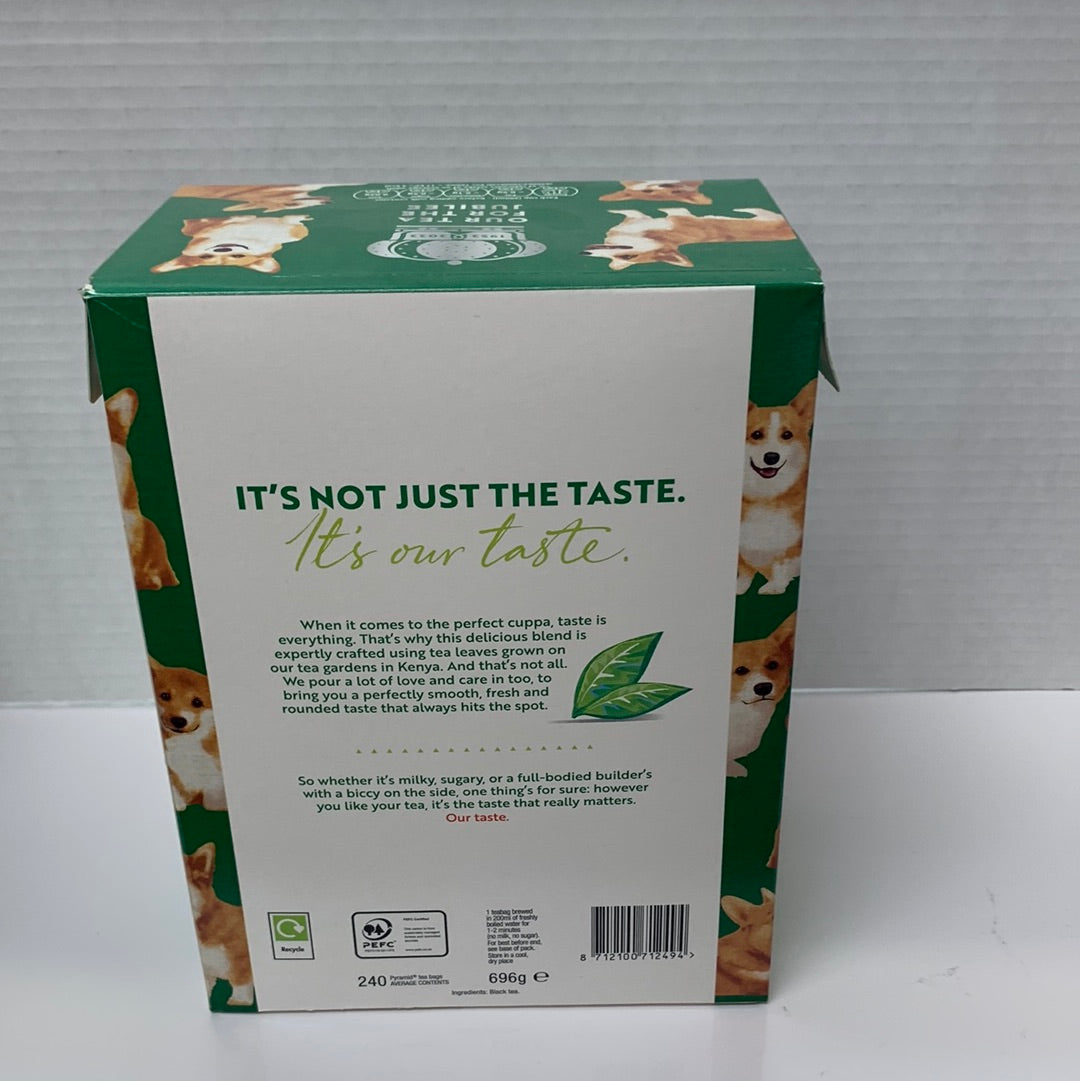 OUR TEA
FOR THE
JUBILEE
IT'S NOT JUST THE TASTE.
It's our taste.
When it comes to the perfect cuppa, taste is
everything. That's why this delicious blend is
expertly crafted using tea leaves grown on
our tea gardens in Kenya. And that's not all.
We pour a lot of love and care in too, to
bring you a perfectly smooth, fresh and
rounded taste that always hits the spot.
So whether it's milky, sugary, or a full-bodied builder's
with a biccy on the side, one thing's for sure: however
you like your tea, it's the taste that really matters.
Our taste.
Recycle
PEFC
PEFC Certified
www.pefc.co.uk
1 teabag brewed
in 200ml of freshly
boiled water for
1-2 minutes
(no milk, no sugar).
For best before end,
see base of pack.
Store in a cool,
dry place
8 712100 712494 >
240 Pyramid® tea bags
AVERAGE CONTENTS
696g e
Ingredients: Black tea.